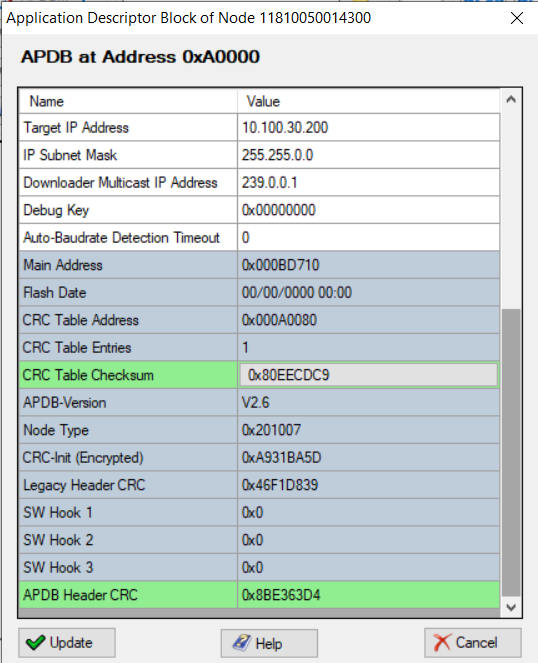 Application Descriptor Block of Node 11810050014300
APDB at Address 0xA0000
Name Value
Target IP Address 10.100.30.200
IP Subnet Mask 255.255.0.0
Downloader Multicast IP Address 239.0.0.1
Debug Key 0x00000000
Auto-Baudrate Detection Timeout 0
Main Address 0x000BD710
Flash Date 00/00/0000 00:00
CRC Table Address 0x000A0080
CRC Table Entries 1
CRC Table Checksum 0x80EECDC9
APDB-Version V2.6
Node Type 0x201007
CRC-Init (Encrypted) 0xA931BA5D
Legacy Header CRC 0x46F1D839
SW Hook 1 0x0
SW Hook 2 0x0
SW Hook 3 0x0
APDB Header CRC 0x8BE363D4
Update Help Cancel